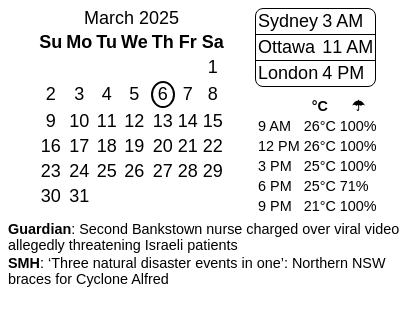 March 2025
Su Mo Tu We Th Fr Sa
1
2 3 4 5 6 7 8
9 10 11 12 13 14 15
16 17 18 19 20 21 22
23 24 25 26 27 28 29
30 31
Sydney 3 AM
Ottawa 11 AM
London 4 PM
°C ☂
9 AM 26°C 100%
12 PM 26°C 100%
3 PM 25°C 100%
6 PM 25°C 71%
9 PM 21°C 100%
Guardian: Second Bankstown nurse charged over viral video
allegedly threatening Israeli patients
SMH: ‘Three natural disaster events in one’: Northern NSW
braces for Cyclone Alfred